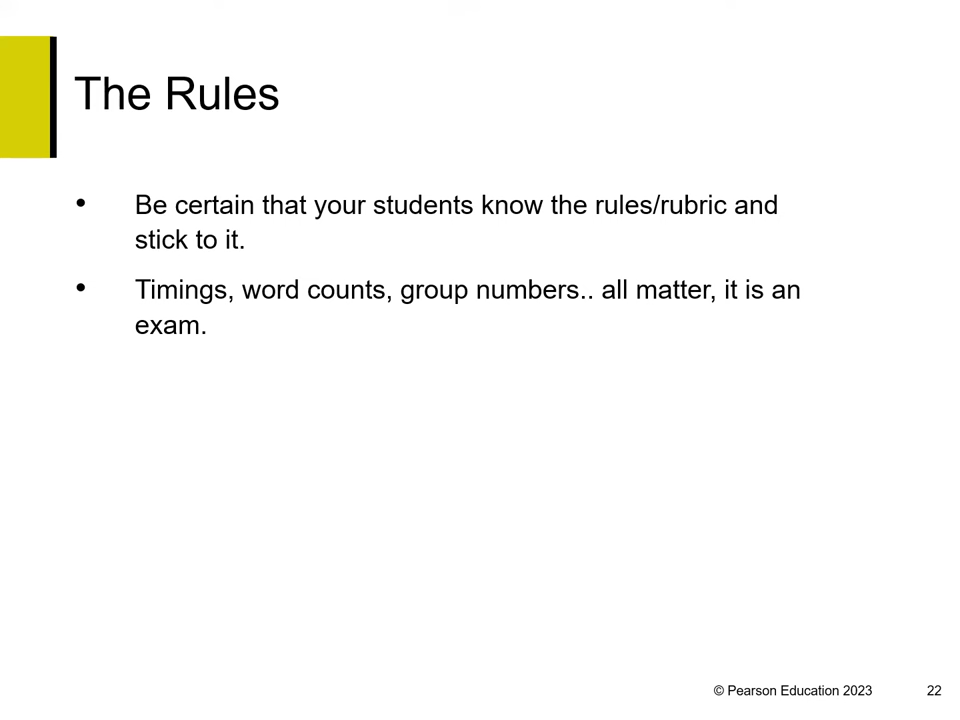 The Rules
• Be certain that your students know the rules/rubric and
stick to it.
• Timings, word counts, group numbers.. all matter, it is an
exam.
© Pearson Education 2023 22